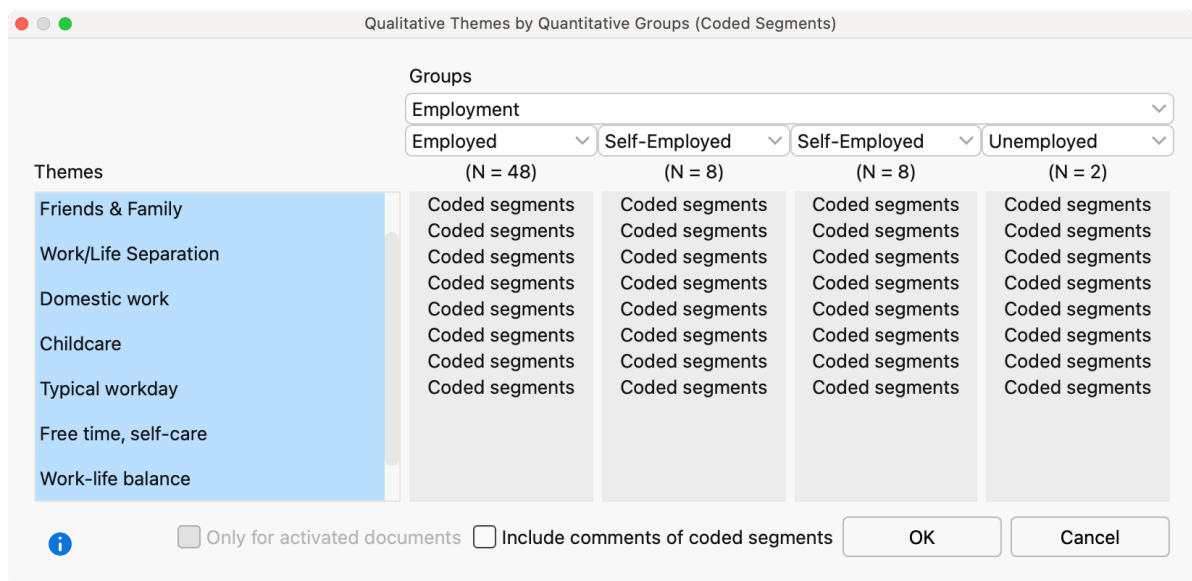 Qualitative Themes by Quantitative Groups (Coded Segments)
Groups
Employment
Employed Self-Employed Self-Employed Unemployed
Themes (N = 48) (N = 8) (N = 8) (N = 2)
Friends & Family
Work/Life Separation
Domestic work
Childcare
Typical workday
Free time, self-care
Work-life balance
Coded segments Coded segments Coded segments Coded segments
Coded segments Coded segments Coded segments Coded segments
Coded segments Coded segments Coded segments Coded segments
Coded segments Coded segments Coded segments Coded segments
Coded segments Coded segments Coded segments Coded segments
Coded segments Coded segments Coded segments Coded segments
Coded segments Coded segments Coded segments Coded segments
Coded segments Coded segments Coded segments Coded segments
Only for activated documents Include comments of coded segments OK Cancel